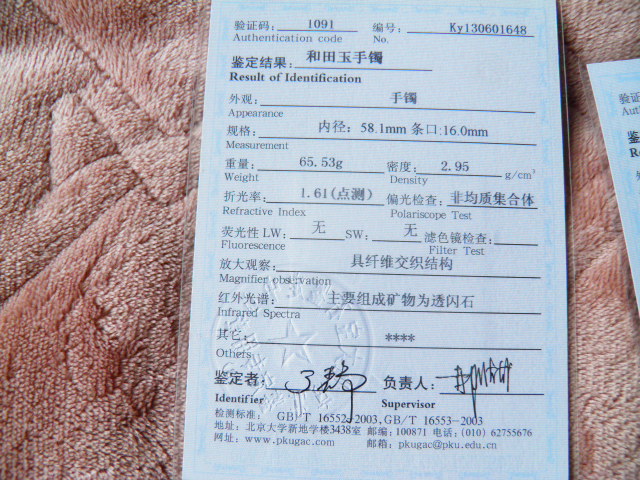 验证码: 1091 编号: Ky130601648
Authentication code No.
鉴定结果: 和田玉手镯
Result of Identification
外观: 手镯
Appearance
规格: 内径: 58.1mm 条口:16.0mm
Measurement
重量: 65.53g 密度: 2.95 g/cm³
Weight Density
折光率: 1.61(点测) 偏光检查: 非均质集合体
Refractive Index Polariscope Test
荧光性 LW: 无 SW: 无 滤色镜检查:
Fluorescence Filter Test
放大观察: 具纤维交织结构
Magnifier observation
红外光谱: 主要组成矿物为透闪石
Infrared Spectra
其它: ****
Others
鉴定者: 负责人:
Identifier Supervisor
检测标准: GB/T 16552-2003,GB/T 16553-2003
地址: 北京大学新地学楼3438室 邮编:100871 电话:(010) 62755676
网址: www.pkugac.com 邮箱: pkugac@pku.edu.cn
验证
Aut